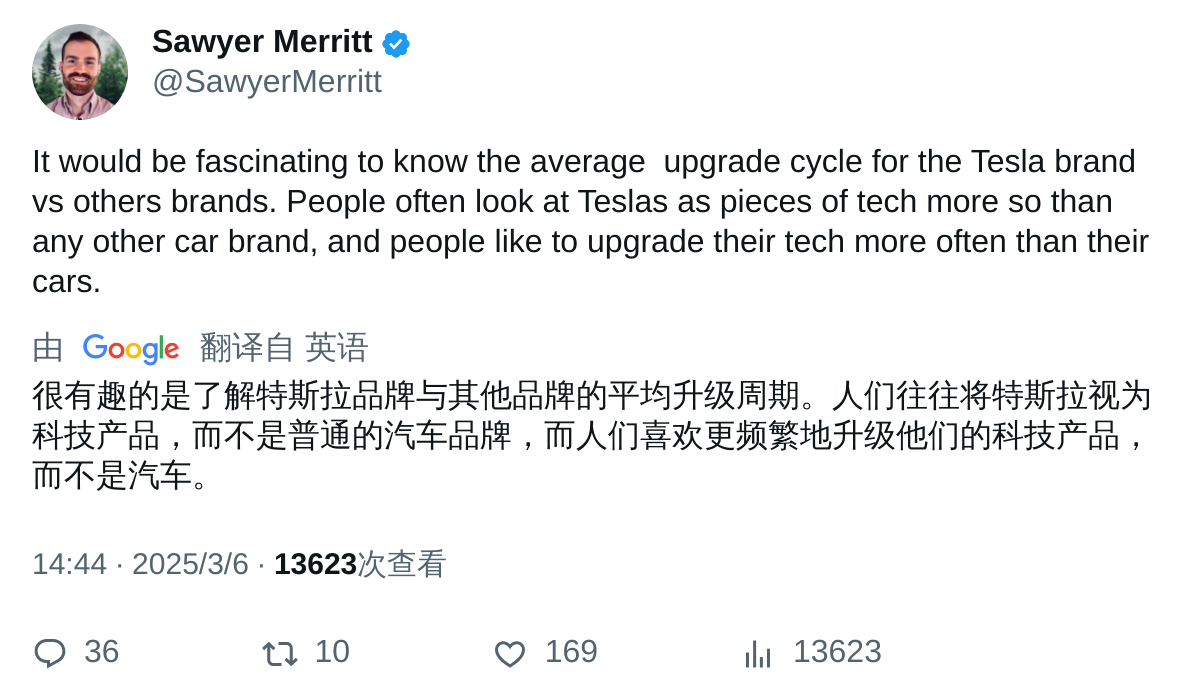 Sawyer Merritt
@SawyerMerritt
It would be fascinating to know the average  upgrade cycle for the Tesla brand
vs others brands. People often look at Teslas as pieces of tech more so than
any other car brand, and people like to upgrade their tech more often than their
cars.
由 Google 翻译自 英语
很有趣的是了解特斯拉品牌与其他品牌的平均升级周期。人们往往将特斯拉视为
科技产品，而不是普通的汽车品牌，而人们喜欢更频繁地升级他们的科技产品，
而不是汽车。
14:44 · 2025/3/6 · 13623次查看
36 10 169 13623